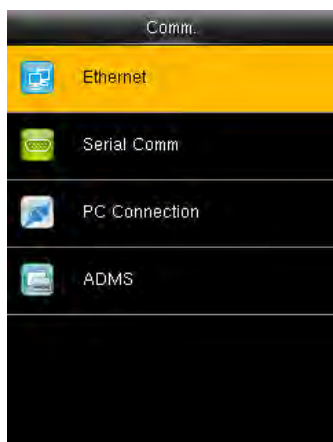 Comm.
Ethernet
Serial Comm
PC Connection
ADMS